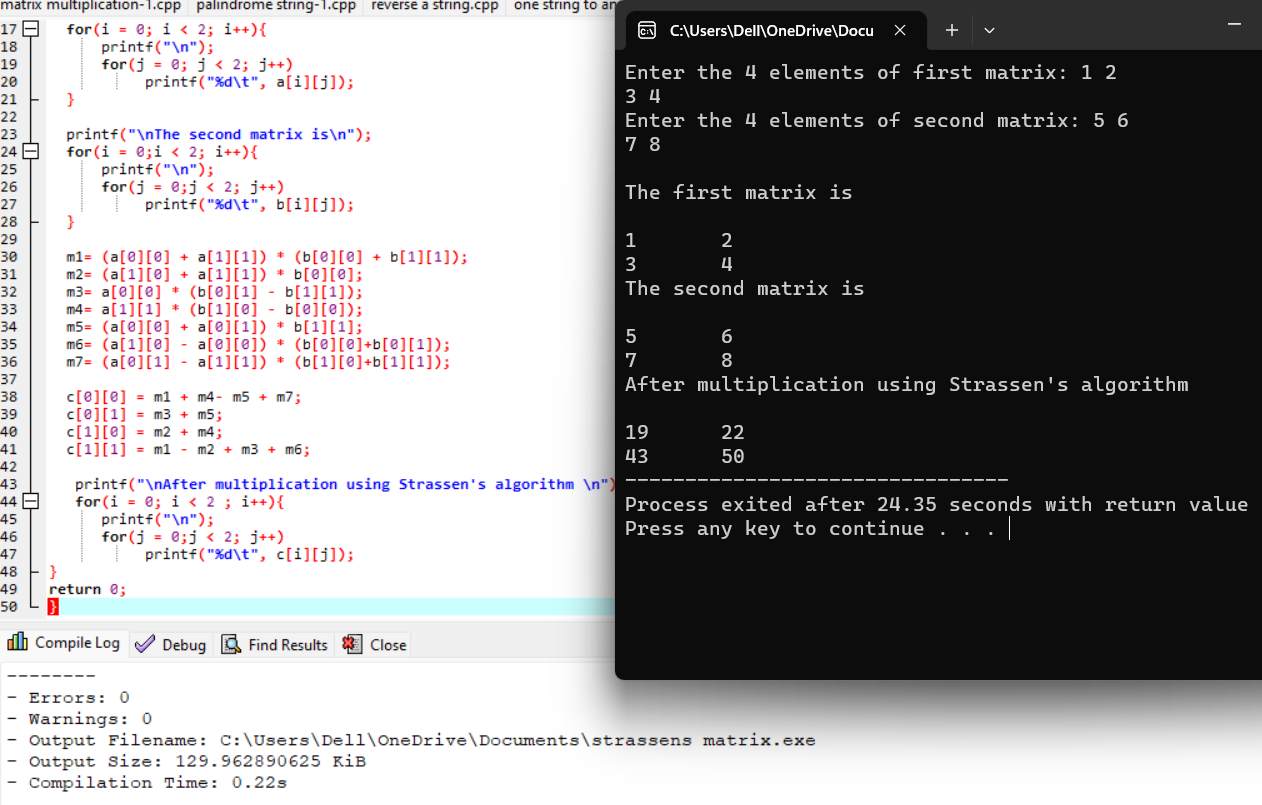 matrix multiplication-1.cpp palindrome string-1.cpp reverse a string.cpp one string to an
17 for(i = 0; i < 2; i++){
18 printf("\n");
19 for(j = 0; j < 2; j++)
20 printf("%d\t", a[i][j]);
21 }
22
23 printf("\nThe second matrix is\n");
24 for(i = 0;i < 2; i++){
25 printf("\n");
26 for(j = 0;j < 2; j++)
27 printf("%d\t", b[i][j]);
28 }
29
30 m1= (a[0][0] + a[1][1]) * (b[0][0] + b[1][1]);
31 m2= (a[1][0] + a[1][1]) * b[0][0];
32 m3= a[0][0] * (b[0][1] - b[1][1]);
33 m4= a[1][1] * (b[1][0] - b[0][0]);
34 m5= (a[0][0] + a[0][1]) * b[1][1];
35 m6= (a[1][0] - a[0][0]) * (b[0][0]+b[0][1]);
36 m7= (a[0][1] - a[1][1]) * (b[1][0]+b[1][1]);
37
38 c[0][0] = m1 + m4- m5 + m7;
39 c[0][1] = m3 + m5;
40 c[1][0] = m2 + m4;
41 c[1][1] = m1 - m2 + m3 + m6;
42
43 printf("\nAfter multiplication using Strassen's algorithm \n")
44 for(i = 0; i < 2 ; i++){
45 printf("\n");
46 for(j = 0;j < 2; j++)
47 printf("%d\t", c[i][j]);
48 }
49 return 0;
50 }
Compile Log Debug Find Results Close
--------
- Errors: 0
- Warnings: 0
- Output Filename: C:\Users\Dell\OneDrive\Documents\strassens matrix.exe
- Output Size: 129.962890625 KiB
- Compilation Time: 0.22s
C:\Users\Dell\OneDrive\Docu
Enter the 4 elements of first matrix: 1 2
3 4
Enter the 4 elements of second matrix: 5 6
7 8
The first matrix is
1 2
3 4
The second matrix is
5 6
7 8
After multiplication using Strassen's algorithm
19 22
43 50
--------------------------------
Process exited after 24.35 seconds with return value
Press any key to continue . . .